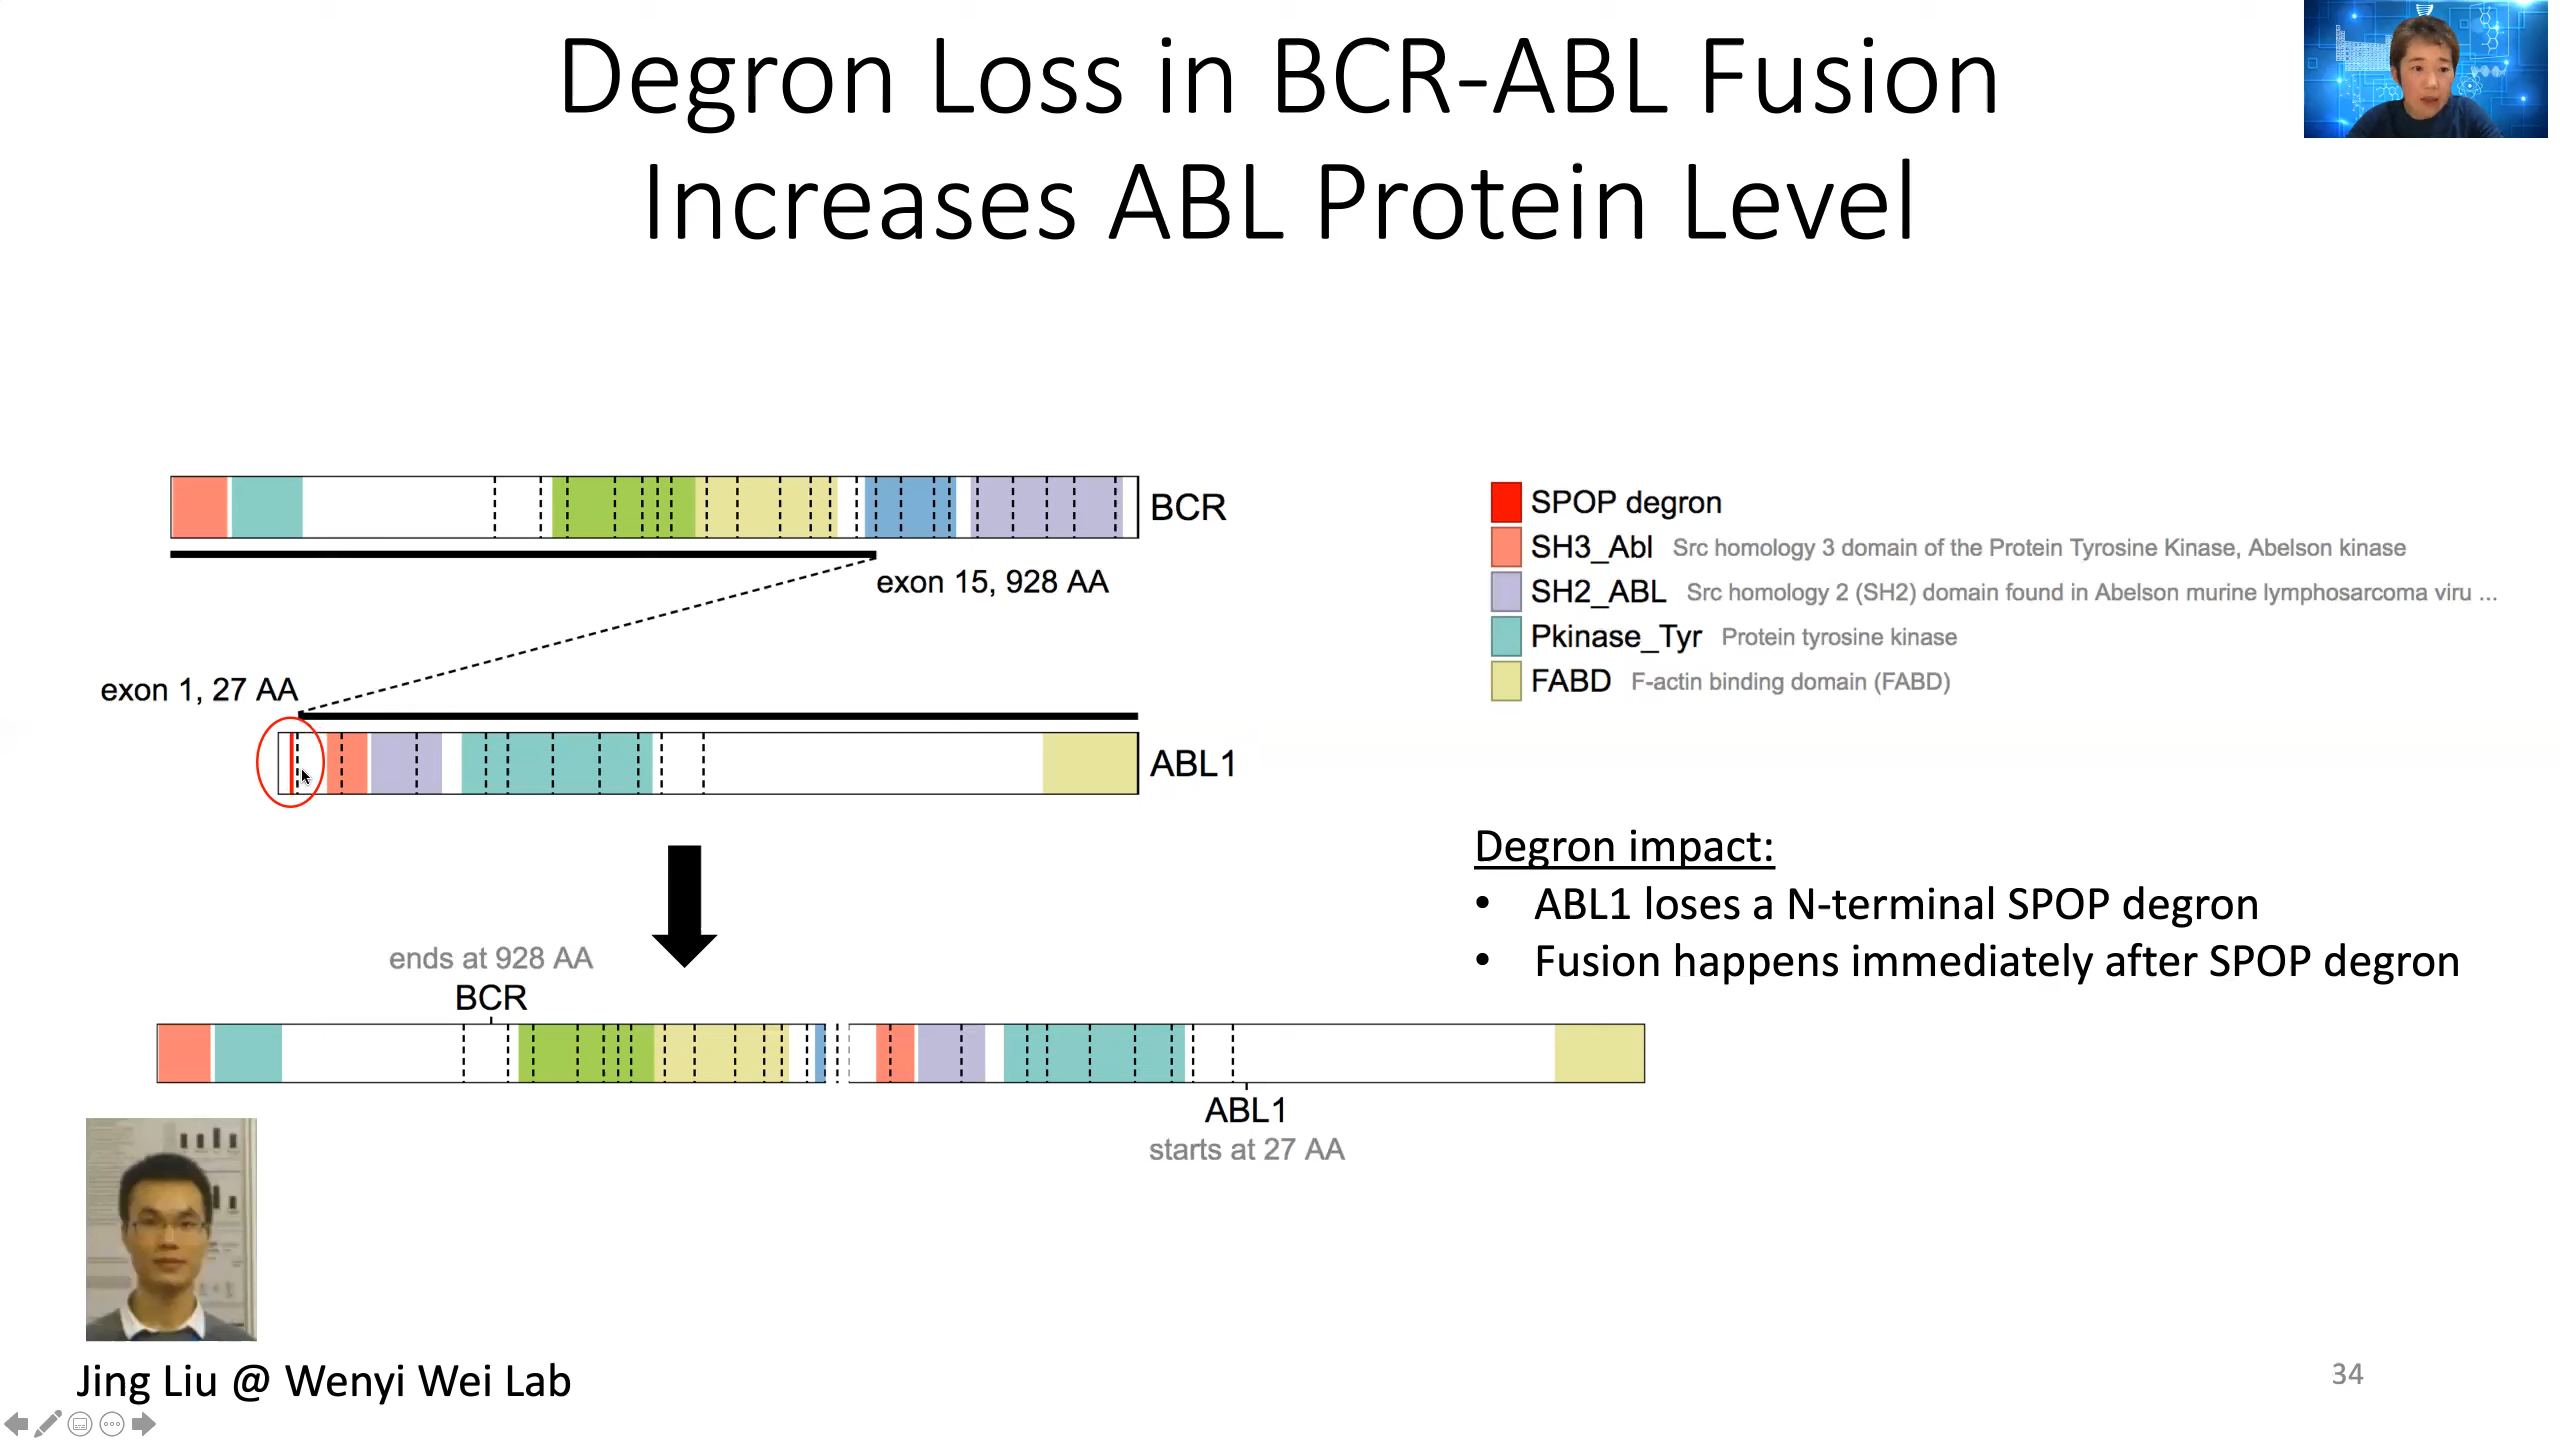 Degron Loss in BCR-ABL Fusion
Increases ABL Protein Level
BCR
exon 15, 928 AA
exon 1, 27 AA
ABL1
SPOP degron
SH3_Abl Src homology 3 domain of the Protein Tyrosine Kinase, Abelson kinase
SH2_ABL Src homology 2 (SH2) domain found in Abelson murine lymphosarcoma viru ...
Pkinase_Tyr Protein tyrosine kinase
FABD F-actin binding domain (FABD)
Degron impact:
• ABL1 loses a N-terminal SPOP degron
• Fusion happens immediately after SPOP degron
ends at 928 AA
BCR
ABL1
starts at 27 AA
Jing Liu @ Wenyi Wei Lab
34